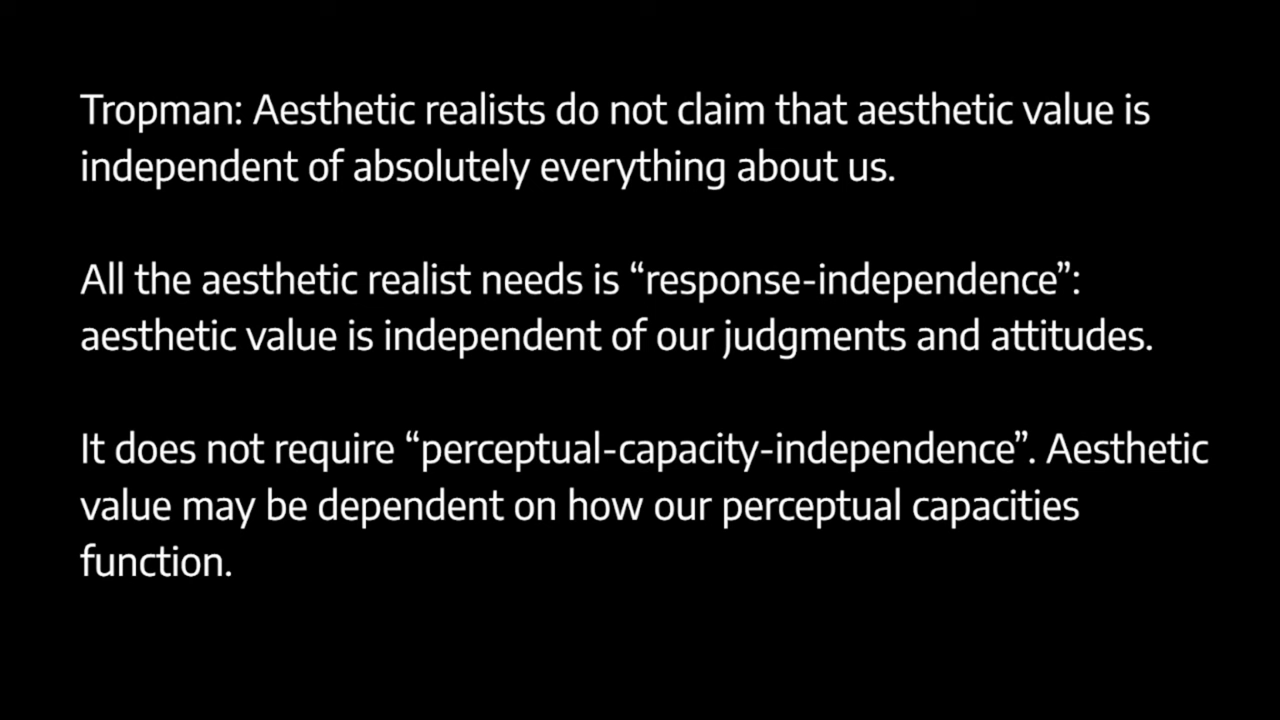 Tropman: Aesthetic realists do not claim that aesthetic value is
independent of absolutely everything about us.
All the aesthetic realist needs is “response-independence”:
aesthetic value is independent of our judgments and attitudes.
It does not require “perceptual-capacity-independence”. Aesthetic
value may be dependent on how our perceptual capacities
function.